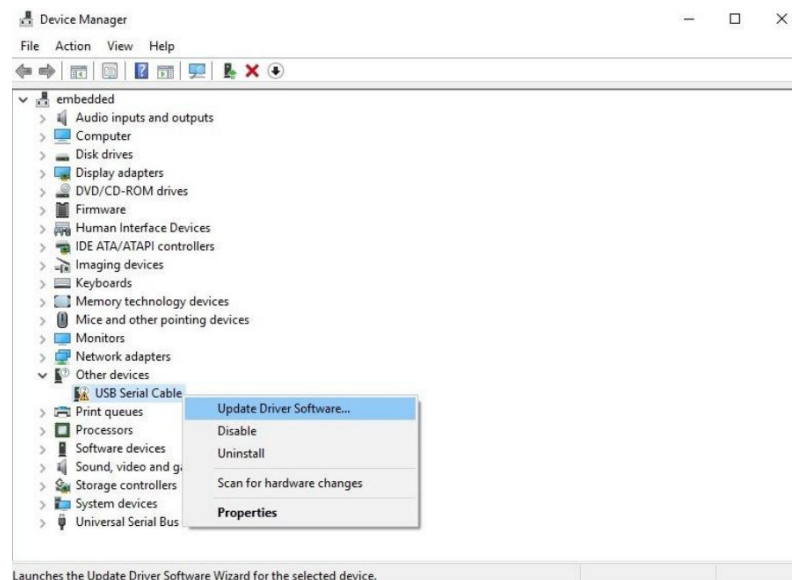 Device Manager
File Action View Help
embedded
Audio inputs and outputs
Computer
Disk drives
Display adapters
DVD/CD-ROM drives
Firmware
Human Interface Devices
IDE ATA/ATAPI controllers
Imaging devices
Keyboards
Memory technology devices
Mice and other pointing devices
Monitors
Network adapters
Other devices
USB Serial Cable
Update Driver Software...
Print queues
Processors
Disable
Software devices
Uninstall
Sound, video and ga
Storage controllers
Scan for hardware changes
System devices
Properties
Universal Serial Bus
Launches the Update Driver Software Wizard for the selected device.